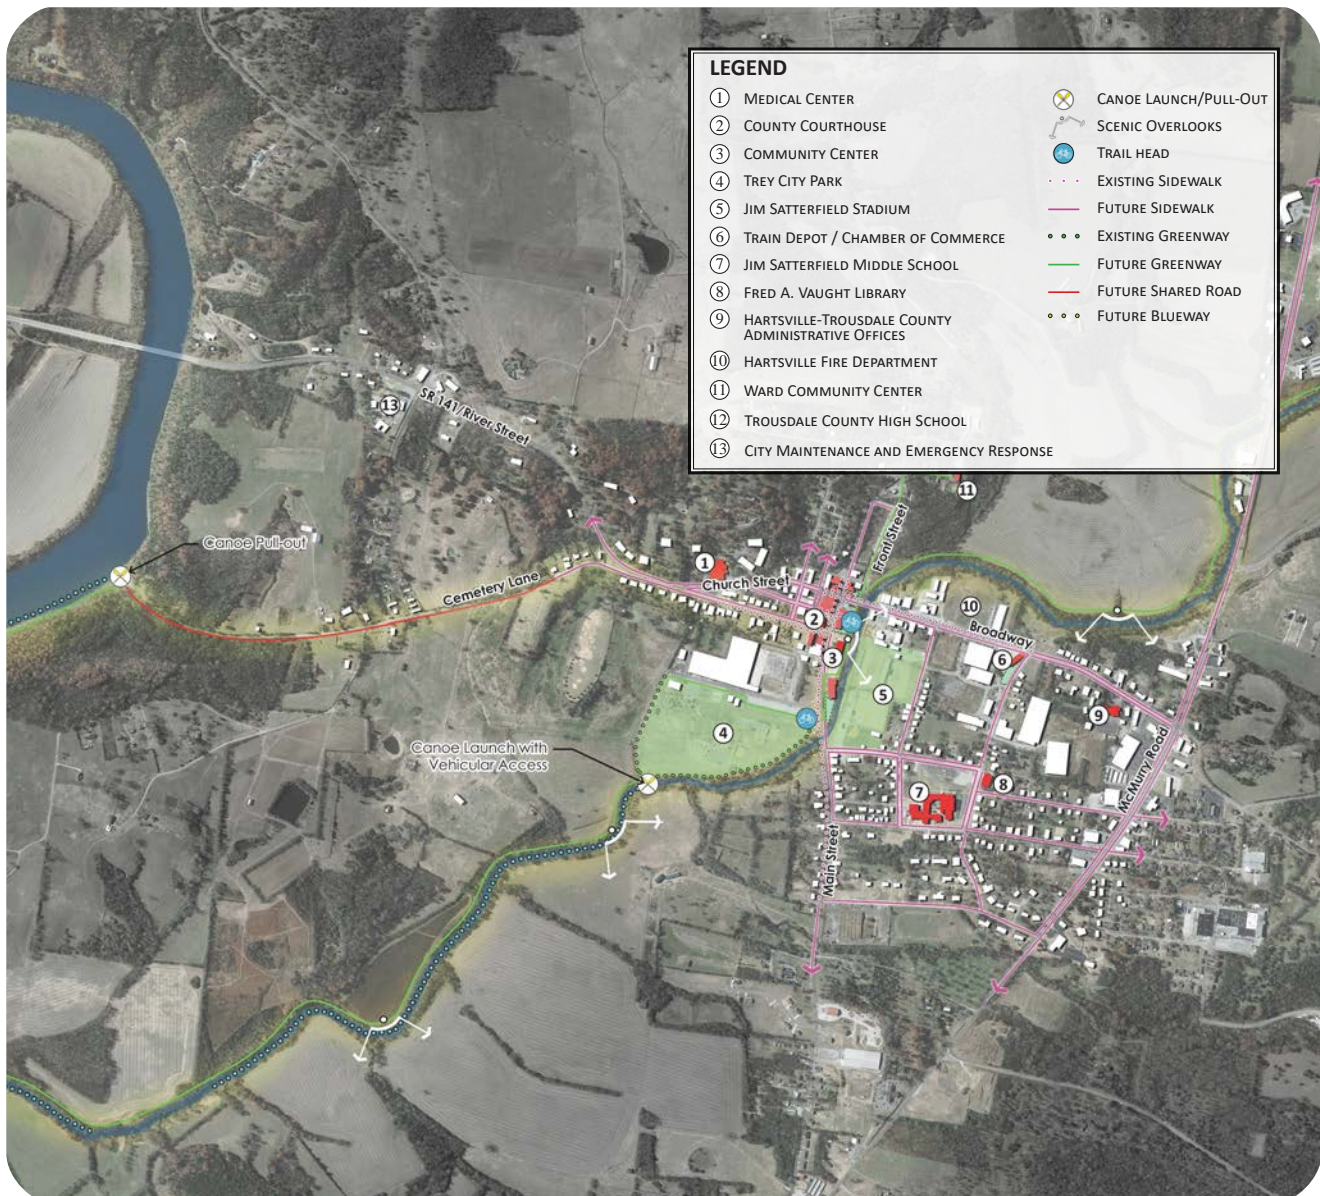 LEGEND
1 MEDICAL CENTER
2 COUNTY COURTHOUSE
3 COMMUNITY CENTER
4 TREY CITY PARK
5 JIM SATTERFIELD STADIUM
6 TRAIN DEPOT / CHAMBER OF COMMERCE
7 JIM SATTERFIELD MIDDLE SCHOOL
8 FRED A. VAUGHT LIBRARY
9 HARTSVILLE-TROUSDALE COUNTY
ADMINISTRATIVE OFFICES
10 HARTSVILLE FIRE DEPARTMENT
11 WARD COMMUNITY CENTER
12 TROUSDALE COUNTY HIGH SCHOOL
13 CITY MAINTENANCE AND EMERGENCY RESPONSE
CANOE LAUNCH/PULL-OUT
SCENIC OVERLOOKS
TRAIL HEAD
EXISTING SIDEWALK
FUTURE SIDEWALK
EXISTING GREENWAY
FUTURE GREENWAY
FUTURE SHARED ROAD
FUTURE BLUEWAY
13
SR 141/River Street
11
Front Street
Canoe Pull-out
1
Church Street
Cemetery Lane
10
2
Broadway
3
6
5
9
4
Canoe Launch with
Vehicular Access
McMurry Road
8
7
Main Street